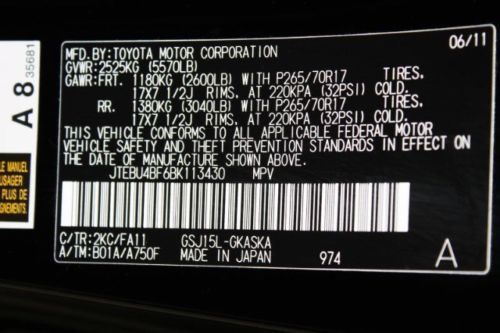 A 8 35681
06/11
MFD.BY:TOYOTA MOTOR CORPORATION
GVWR:2525KG (5570LB)
GAWR:FRT. 1180KG (2600LB) WITH P265/70R17 TIRES,
17X7 1/2J RIMS, AT 220KPA (32PSI) COLD.
RR. 1380KG (3040LB) WITH P265/70R17 TIRES,
17X7 1/2J RIMS, AT 220KPA (32PSI) COLD.
THIS VEHICLE CONFORMS TO ALL APPLICABLE FEDERAL MOTOR
VEHICLE SAFETY AND THEFT PREVENTION STANDARDS IN EFFECT ON
THE DATE OF MANUFACTURE SHOWN ABOVE.
JTEBU4BF6BK113430 MPV
C/TR:2KC/FA11 GSJ15L-GKASKA
A/TM:B01A/A750F MADE IN JAPAN 974 A
MANUEL
USAGER